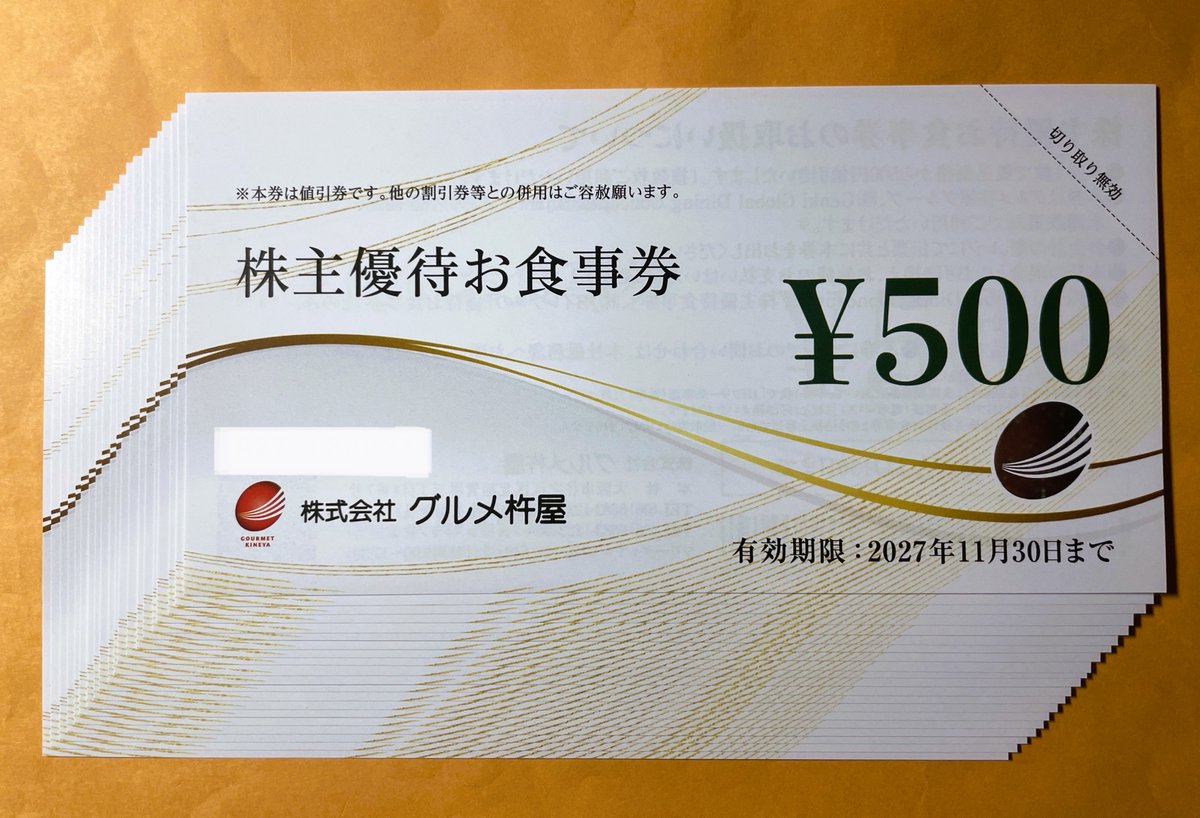 切り取り無効
※本券は値引券です。他の割引券等との併用はご容赦願います。
株主優待お食事券
¥500
GOURMET
KINEYA
株式会社 グルメ杵屋
有効期限：2027年11月30日まで